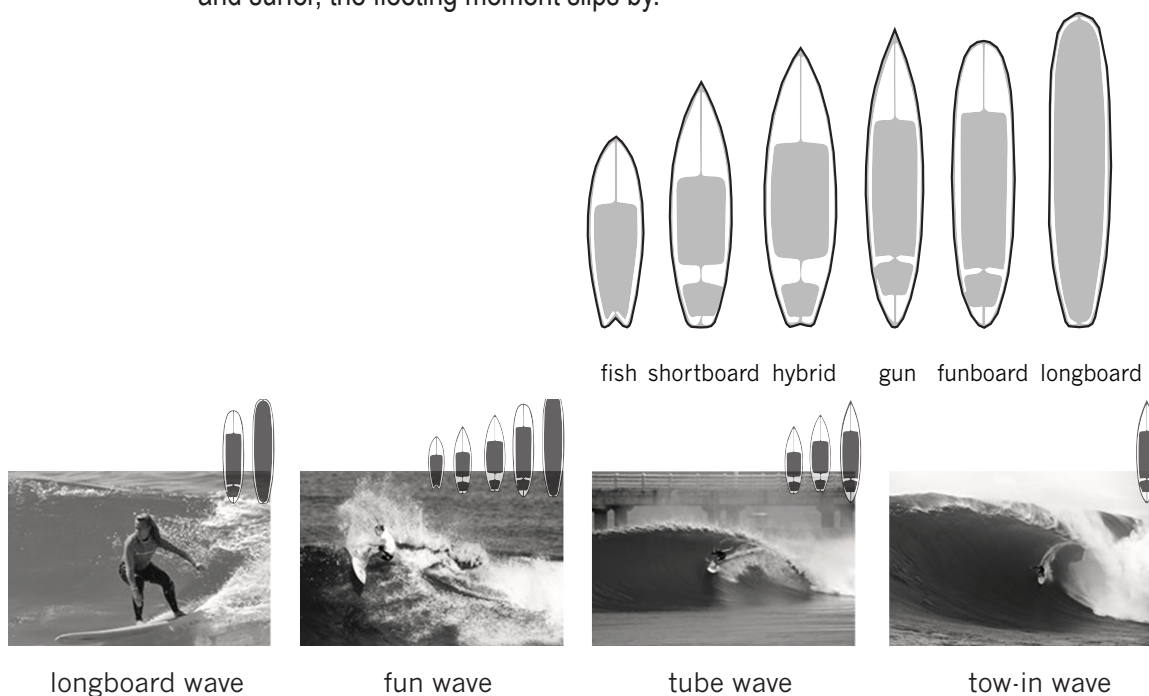 and surfer, the fleeting moment slips by.
fish shortboard hybrid gun funboard longboard
longboard wave fun wave tube wave tow-in wave